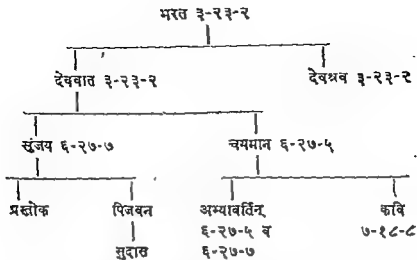 भरत ३-२३-२
देववात ३-२३-२ देवश्रव ३-२३-२
सृंजय ६-२७-७ चयमान ६-२७-५
प्रस्तोक पिजवन अभ्यावर्तिन् कवि
६-२७-५ व ७-१८-८
सुदास ६-२७-७